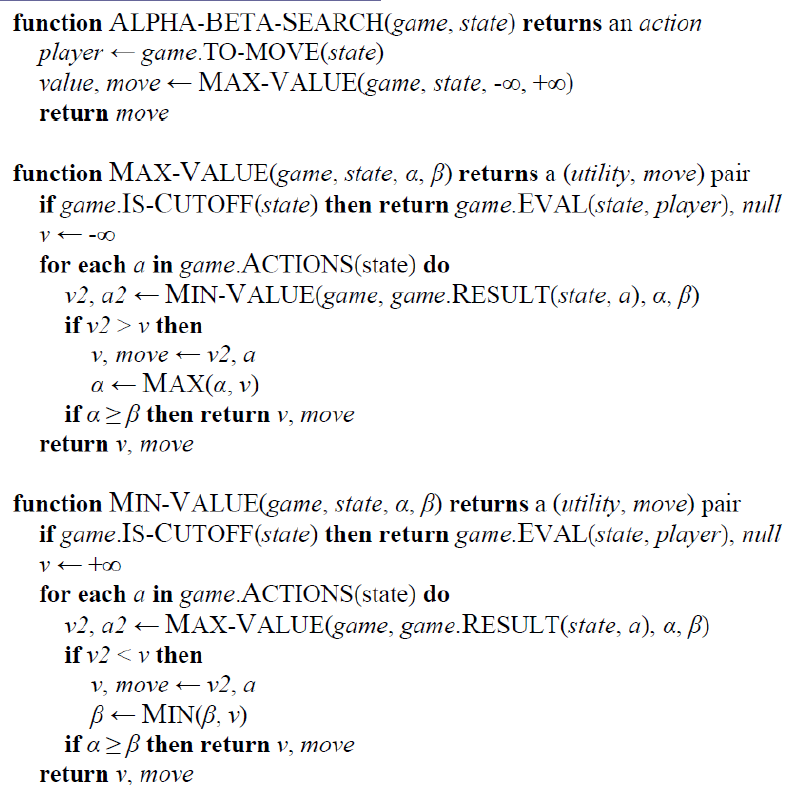 function ALPHA-BETA-SEARCH(game, state) returns an action
player ← game.TO-MOVE(state)
value, move ← MAX-VALUE(game, state, -∞, +∞)
return move
function MAX-VALUE(game, state, α, β) returns a (utility, move) pair
if game.IS-CUTOFF(state) then return game.EVAL(state, player), null
v ← -∞
for each a in game.ACTIONS(state) do
v2, a2 ← MIN-VALUE(game, game.RESULT(state, a), α, β)
if v2 > v then
v, move ← v2, a
α ← MAX(α, v)
if α ≥ β then return v, move
return v, move
function MIN-VALUE(game, state, α, β) returns a (utility, move) pair
if game.IS-CUTOFF(state) then return game.EVAL(state, player), null
v ← +∞
for each a in game.ACTIONS(state) do
v2, a2 ← MAX-VALUE(game, game.RESULT(state, a), α, β)
if v2 < v then
v, move ← v2, a
β ← MIN(β, v)
if α ≥ β then return v, move
return v, move